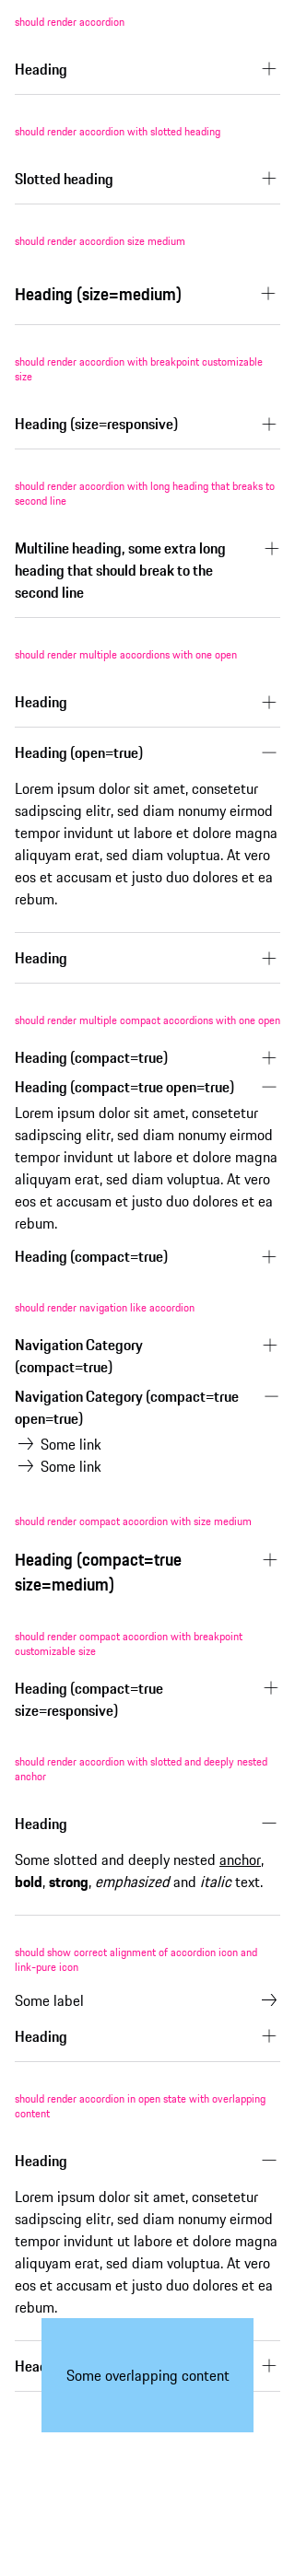 should render accordion
Heading
should render accordion with slotted heading
Slotted heading
should render accordion size medium
Heading (size=medium)
should render accordion with breakpoint customizable
size
Heading (size=responsive)
should render accordion with long heading that breaks to
second line
Multiline heading, some extra long
heading that should break to the
second line
should render multiple accordions with one open
Heading
Heading (open=true)
Lorem ipsum dolor sit amet, consetetur
sadipscing elitr, sed diam nonumy eirmod
tempor invidunt ut labore et dolore magna
aliquyam erat, sed diam voluptua. At vero
eos et accusam et justo duo dolores et ea
rebum.
Heading
should render multiple compact accordions with one open
Heading (compact=true)
Heading (compact=true open=true)
Lorem ipsum dolor sit amet, consetetur
sadipscing elitr, sed diam nonumy eirmod
tempor invidunt ut labore et dolore magna
aliquyam erat, sed diam voluptua. At vero
eos et accusam et justo duo dolores et ea
rebum.
Heading (compact=true)
should render navigation like accordion
Navigation Category
(compact=true)
Navigation Category (compact=true
open=true)
Some link
Some link
should render compact accordion with size medium
Heading (compact=true
size=medium)
should render compact accordion with breakpoint
customizable size
Heading (compact=true
size=responsive)
should render accordion with slotted and deeply nested
anchor
Heading
Some slotted and deeply nested anchor,
bold, strong, emphasized and italic text.
should show correct alignment of accordion icon and
link-pure icon
Some label
Heading
should render accordion in open state with overlapping
content
Heading
Lorem ipsum dolor sit amet, consetetur
sadipscing elitr, sed diam nonumy eirmod
tempor invidunt ut labore et dolore magna
aliquyam erat, sed diam voluptua. At vero
eos et accusam et justo duo dolores et ea
rebum.
Some overlapping content